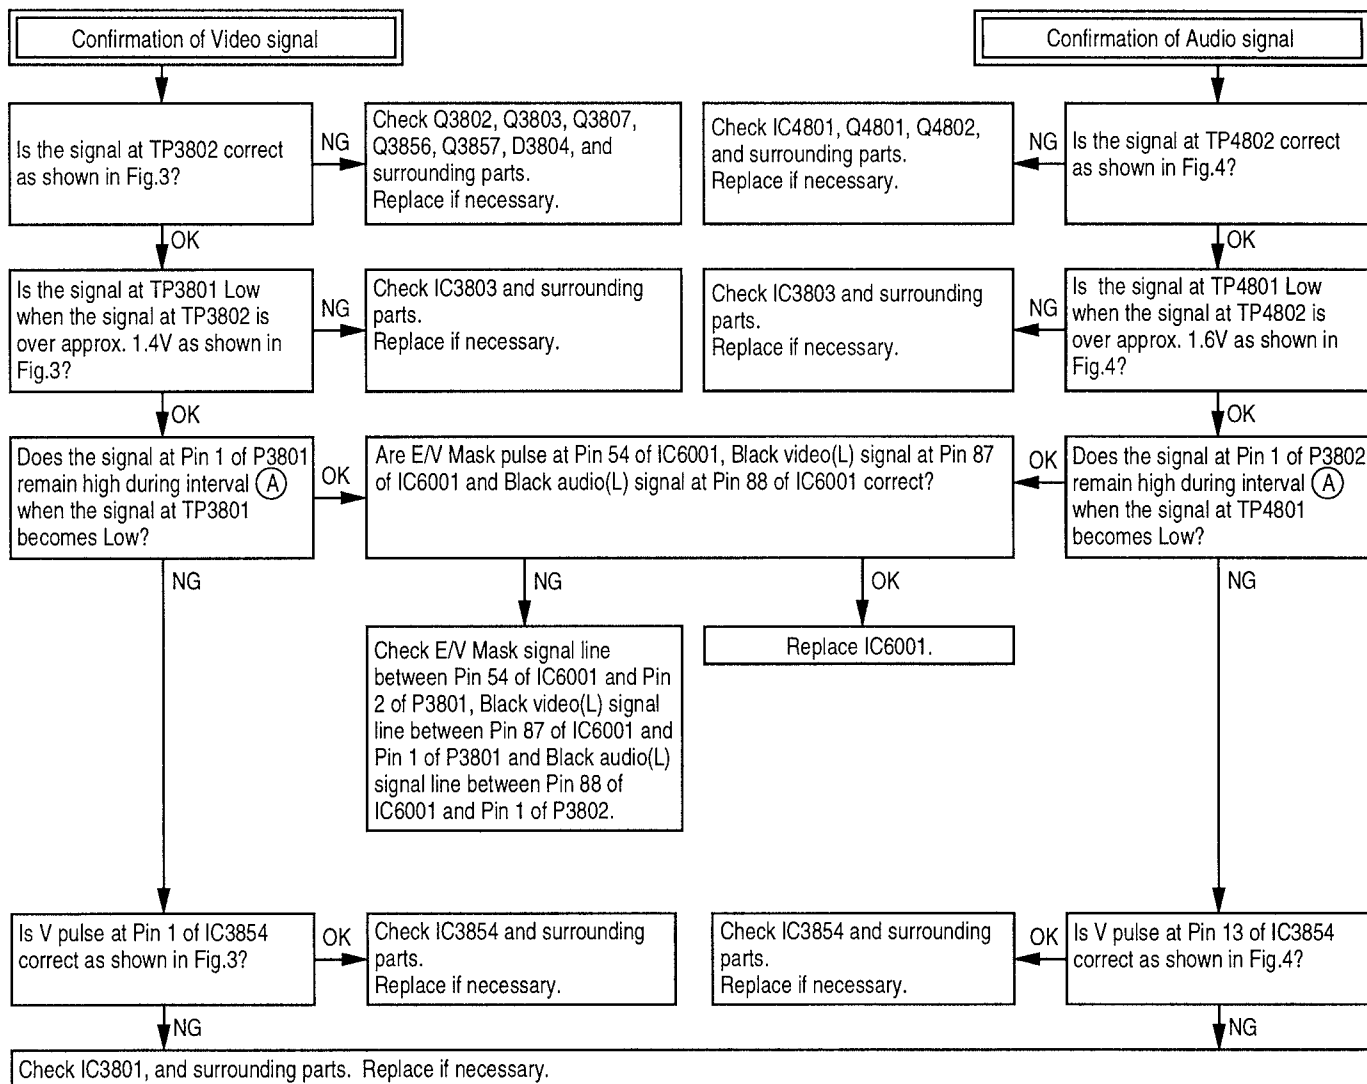 Confirmation of Video signal
Confirmation of Audio signal
Is the signal at TP3802 correct
as shown in Fig.3?
NG
Check Q3802, Q3803, Q3807,
Q3856, Q3857, D3804, and
surrounding parts.
Replace if necessary.
Check IC4801, Q4801, Q4802,
and surrounding parts.
Replace if necessary.
NG
Is the signal at TP4802 correct
as shown in Fig.4?
OK
OK
Is the signal at TP3801 Low
when the signal at TP3802 is
over approx. 1.4V as shown in
Fig.3?
NG
Check IC3803 and surrounding
parts.
Replace if necessary.
Check IC3803 and surrounding
parts.
Replace if necessary.
NG
Is the signal at TP4801 Low
when the signal at TP4802 is
over approx. 1.6V as shown in
Fig.4?
OK
OK
Does the signal at Pin 1 of P3801
remain high during interval Ⓐ
when the signal at TP3801
becomes Low?
OK
Are E/V Mask pulse at Pin 54 of IC6001, Black video(L) signal at Pin 87
of IC6001 and Black audio(L) signal at Pin 88 of IC6001 correct?
OK
Does the signal at Pin 1 of P3802
remain high during interval Ⓐ
when the signal at TP4801
becomes Low?
NG
NG
OK
NG
Check E/V Mask signal line
between Pin 54 of IC6001 and Pin
2 of P3801, Black video(L) signal
line between Pin 87 of IC6001 and
Pin 1 of P3801 and Black audio(L)
signal line between Pin 88 of
IC6001 and Pin 1 of P3802.
Replace IC6001.
Is V pulse at Pin 1 of IC3854
correct as shown in Fig.3?
OK
Check IC3854 and surrounding
parts.
Replace if necessary.
Check IC3854 and surrounding
parts.
Replace if necessary.
OK
Is V pulse at Pin 13 of IC3854
correct as shown in Fig.4?
NG
NG
Check IC3801, and surrounding parts. Replace if necessary.